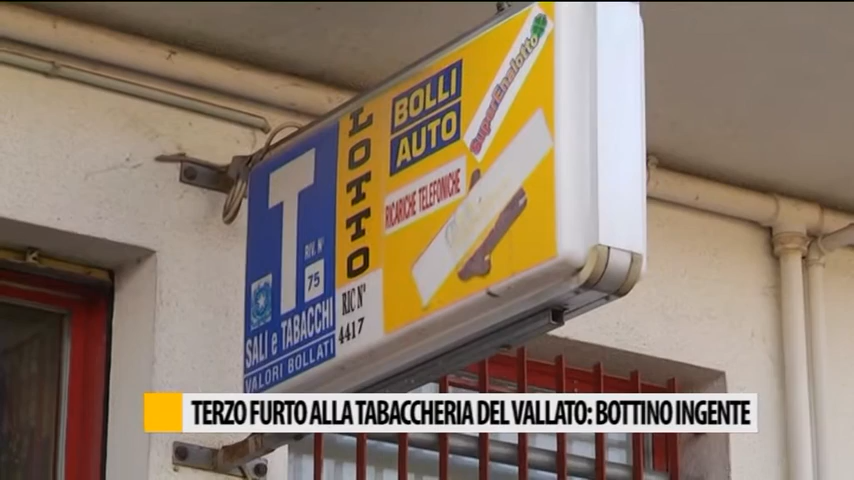 T
RIV. N°
75
SALI e TABACCHI
VALORI BOLLATI
LOTTO
RIC N°
4417
BOLLI
AUTO
SuperEnalotto
RICARICHE TELEFONICHE
TERZO FURTO ALLA TABACCHERIA DEL VALLATO: BOTTINO INGENTE